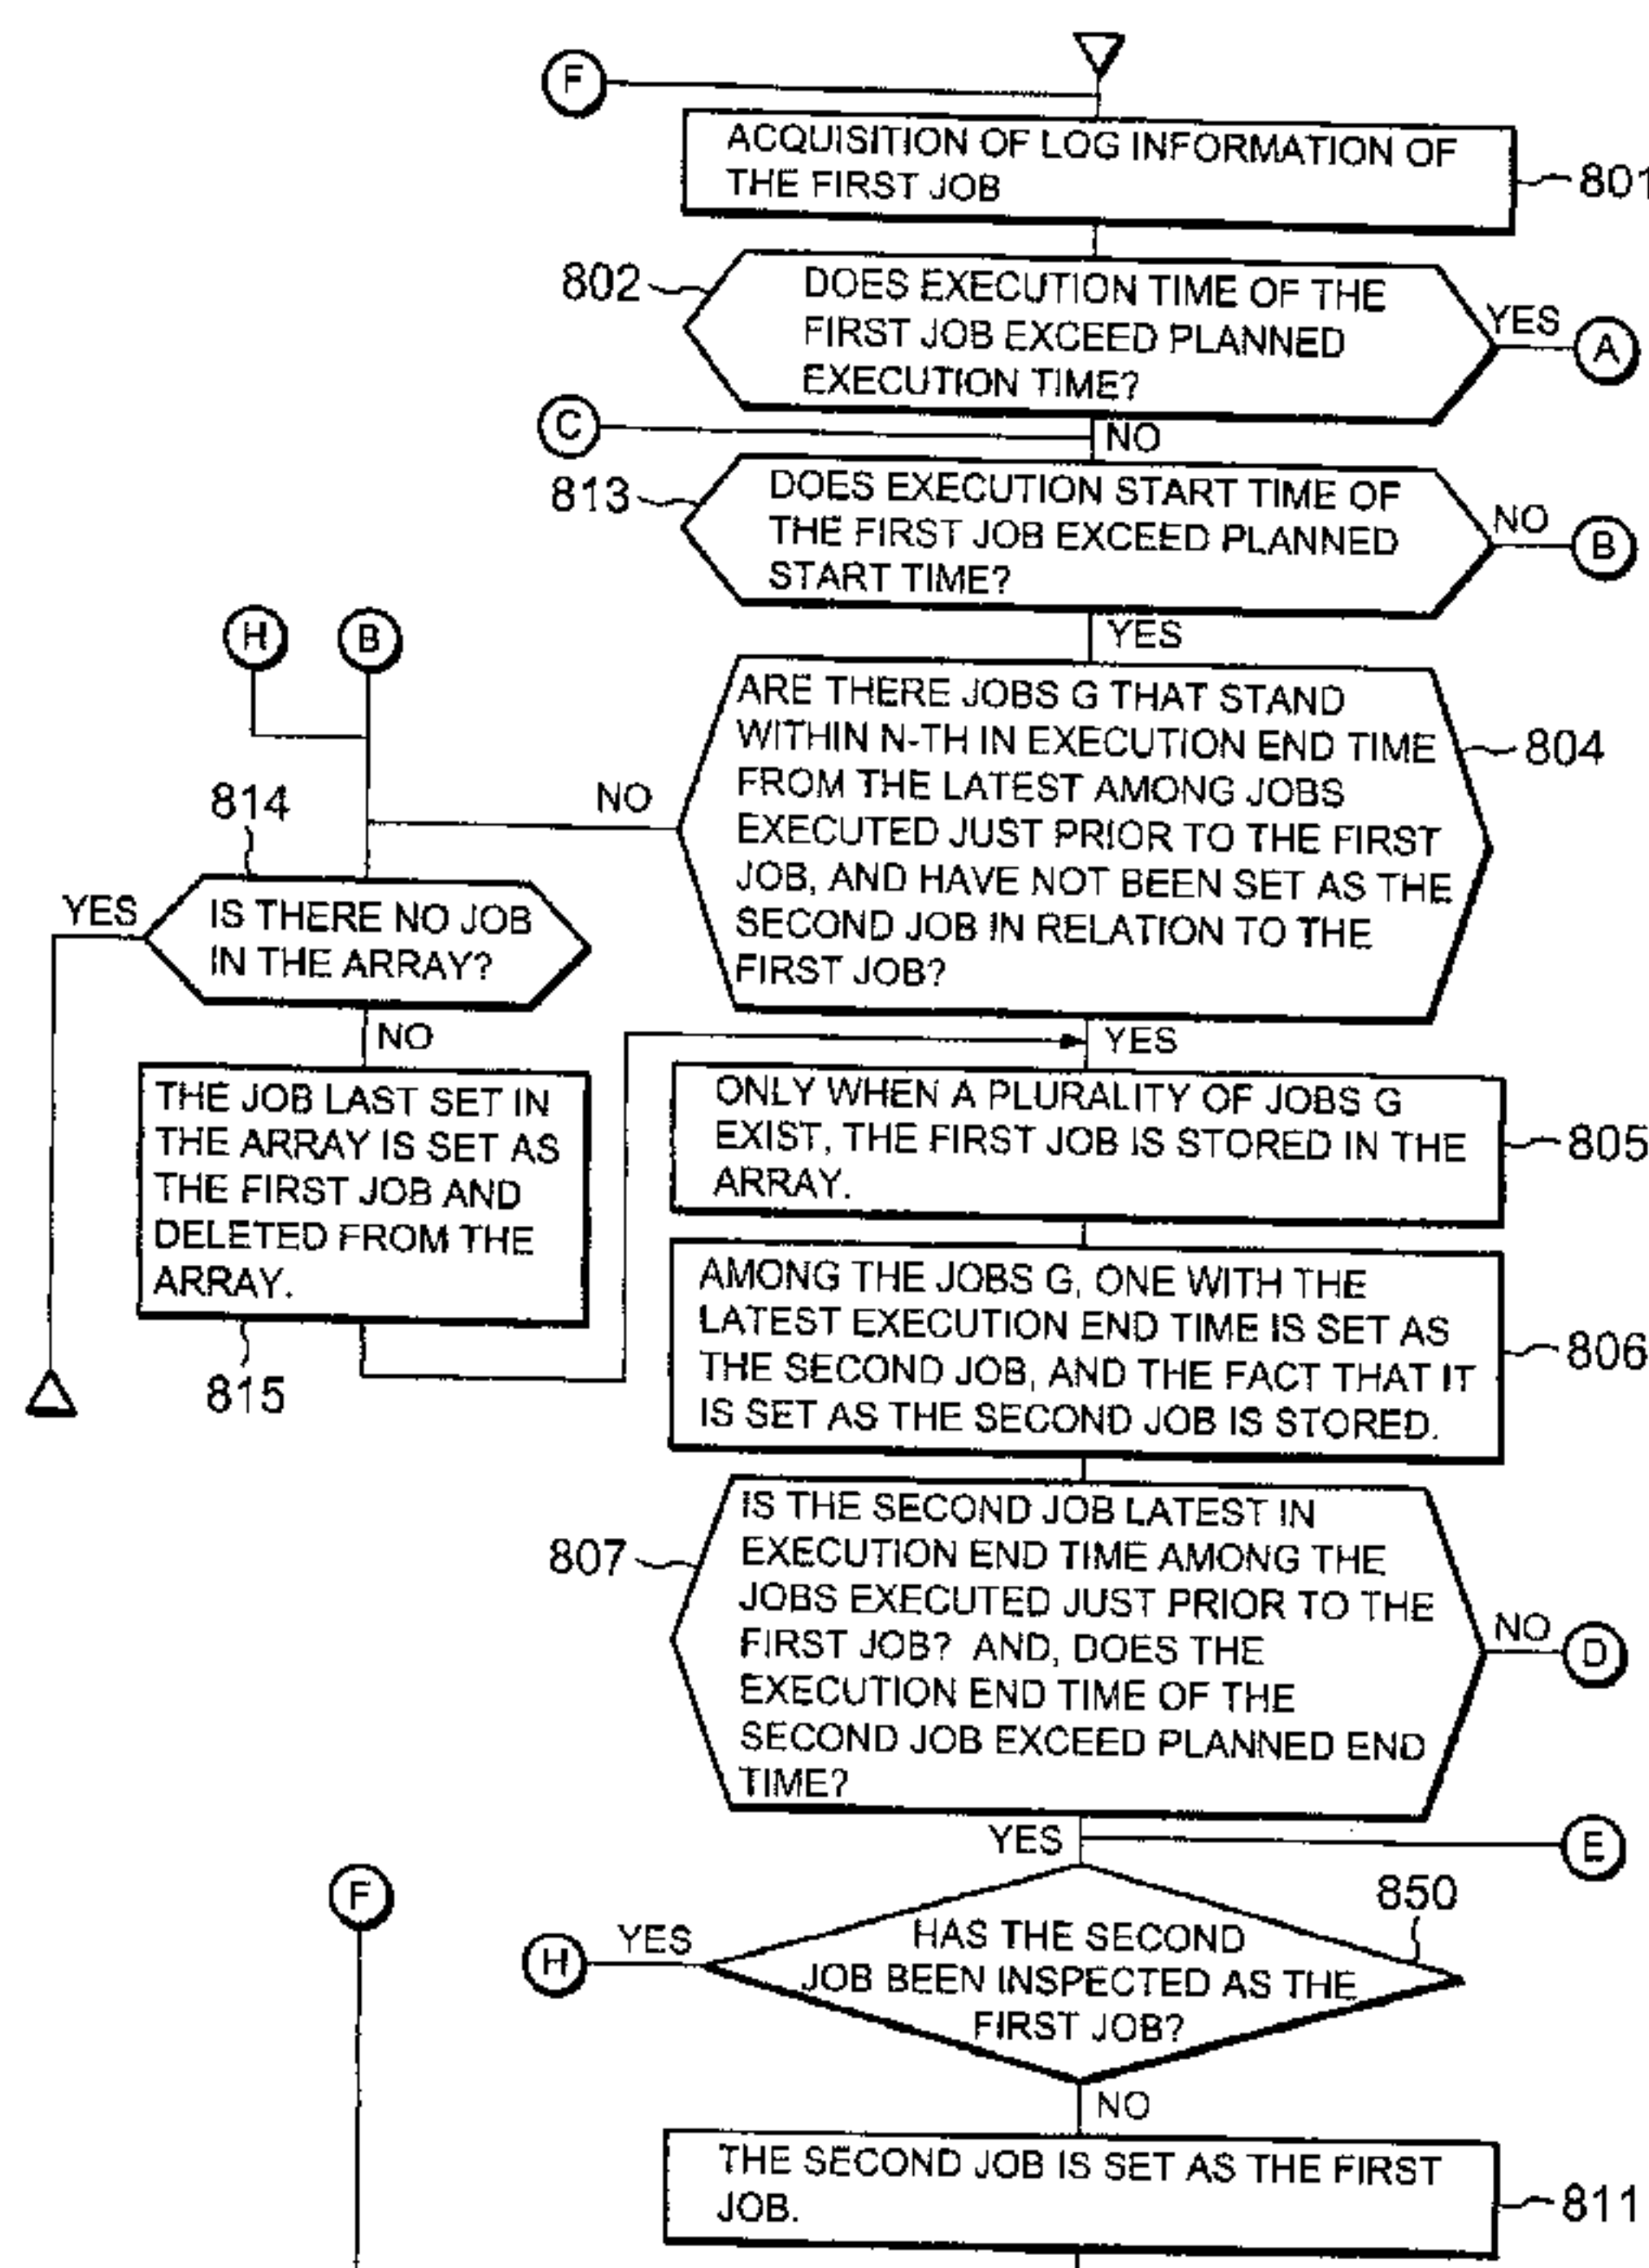 F
ACQUISITION OF LOG INFORMATION OF
THE FIRST JOB
801
802
DOES EXECUTION TIME OF THE
FIRST JOB EXCEED PLANNED
EXECUTION TIME?
YES
A
C
NO
813
DOES EXECUTION START TIME OF
THE FIRST JOB EXCEED PLANNED
START TIME?
NO
B
YES
H
B
ARE THERE JOBS G THAT STAND
WITHIN N-TH IN EXECUTION END TIME
FROM THE LATEST AMONG JOBS
EXECUTED JUST PRIOR TO THE FIRST
JOB, AND HAVE NOT BEEN SET AS THE
SECOND JOB IN RELATION TO THE
FIRST JOB?
804
NO
814
YES
IS THERE NO JOB
IN THE ARRAY?
NO
YES
THE JOB LAST SET IN
THE ARRAY IS SET AS
THE FIRST JOB AND
DELETED FROM THE
ARRAY.
815
ONLY WHEN A PLURALITY OF JOBS G
EXIST, THE FIRST JOB IS STORED IN THE
ARRAY.
805
AMONG THE JOBS G, ONE WITH THE
LATEST EXECUTION END TIME IS SET AS
THE SECOND JOB, AND THE FACT THAT IT
IS SET AS THE SECOND JOB IS STORED.
806
807
IS THE SECOND JOB LATEST IN
EXECUTION END TIME AMONG THE
JOBS EXECUTED JUST PRIOR TO THE
FIRST JOB? AND, DOES THE
EXECUTION END TIME OF THE
SECOND JOB EXCEED PLANNED END
TIME?
NO
D
YES
E
F
850
H
YES
HAS THE SECOND
JOB BEEN INSPECTED AS THE
FIRST JOB?
NO
THE SECOND JOB IS SET AS THE FIRST
JOB.
811